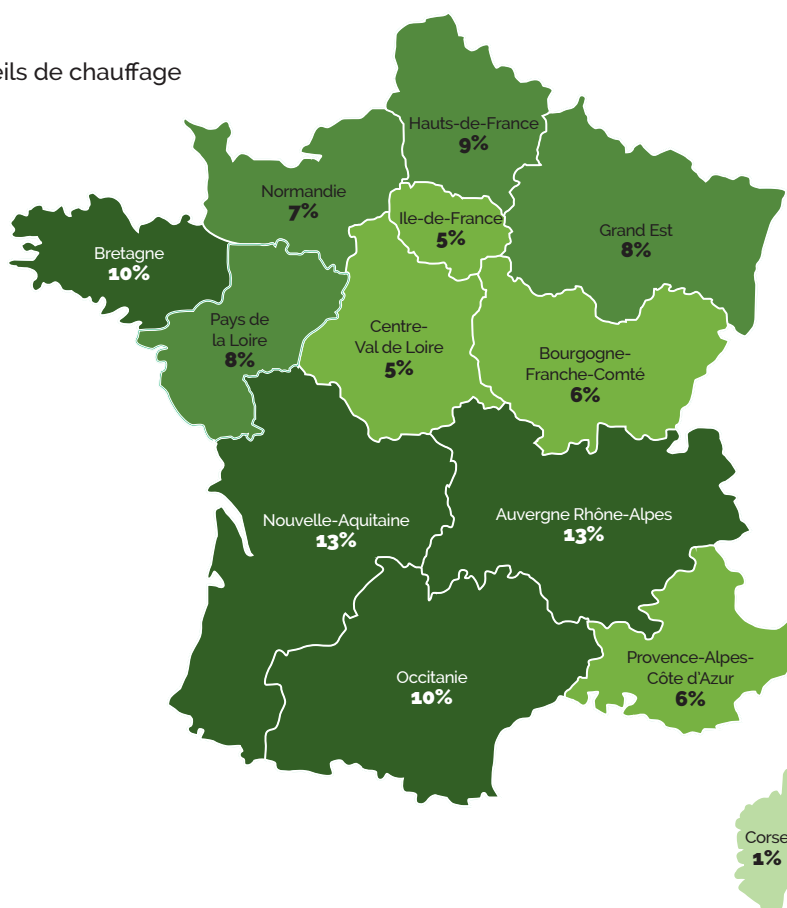 de chauffage
Hauts-de-France
9%
Normandie
7%
Ile-de-France
5%
Grand Est
8%
Bretagne
10%
Pays de
la Loire
8%
Centre-
Val de Loire
5%
Bourgogne-
Franche-Comté
6%
Nouvelle-Aquitaine
13%
Auvergne Rhône-Alpes
13%
Occitanie
10%
Provence-Alpes-
Côte d'Azur
6%
Corse
1%